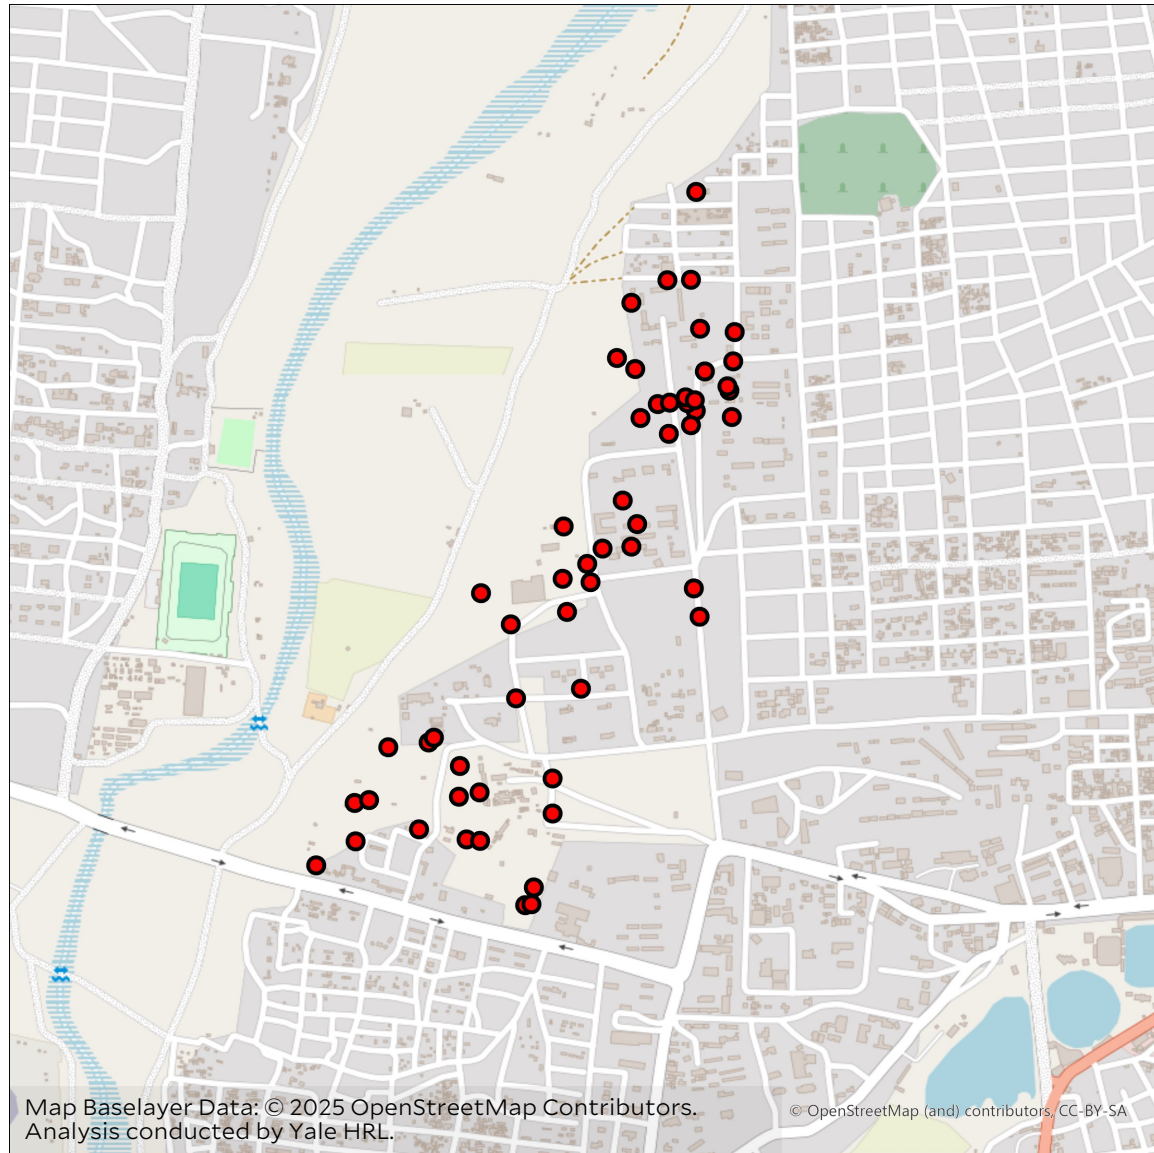 Map Baselayer Data: © 2025 OpenStreetMap Contributors.
Analysis conducted by Yale HRL.
© OpenStreetMap (and) contributors, CC-BY-SA